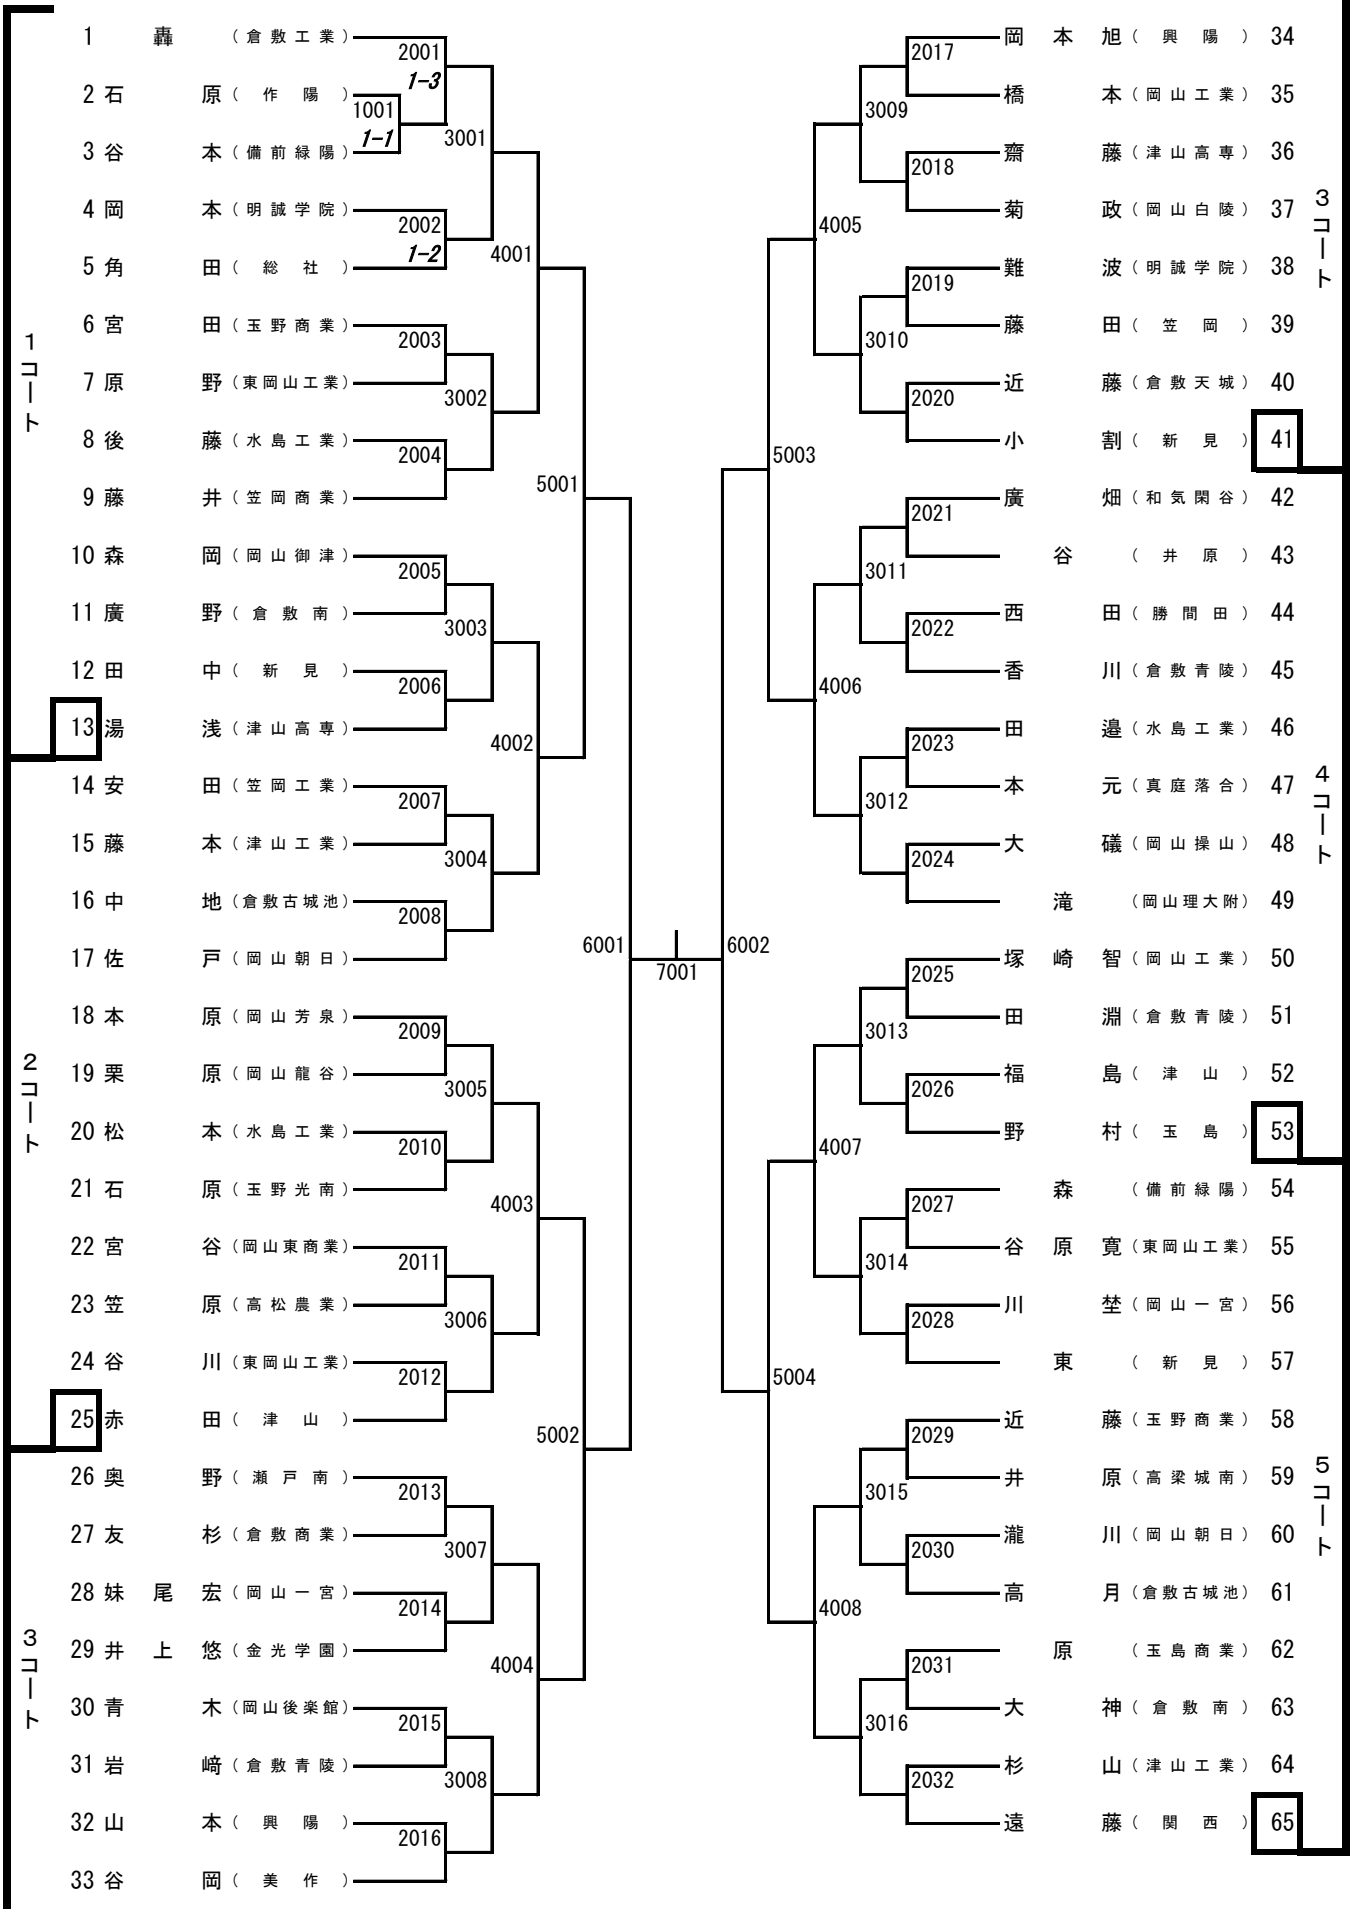 1 轟 （倉敷工業）
2001
1-3
2 石原（作陽）
1001
1-1
3 谷本（備前緑陽）
3001
4 岡本（明誠学院）
2002
1-2
5 角田（総社）
4001
6 宮田（玉野商業）
2003
7 原野（東岡山工業）
3002
8 後藤（水島工業）
2004
9 藤井（笠岡商業）
5001
10 森岡（岡山御津）
2005
11 廣野（倉敷南）
3003
12 田中（新見）
2006
13 湯浅（津山高専）
4002
14 安田（笠岡工業）
2007
15 藤本（津山工業）
3004
16 中地（倉敷古城池）
2008
17 佐戸（岡山朝日）
6001
18 本原（岡山芳泉）
2009
19 栗原（岡山龍谷）
3005
20 松本（水島工業）
2010
21 石原（玉野光南）
4003
22 宮谷（岡山東商業）
2011
23 笠原（高松農業）
3006
24 谷川（東岡山工業）
2012
25 赤田（津山）
5002
26 奥野（瀬戸南）
2013
27 友杉（倉敷商業）
3007
28 妹尾宏（岡山一宮）
2014
29 井上悠（金光学園）
4004
30 青木（岡山後楽館）
2015
31 岩﨑（倉敷青陵）
3008
32 山本（興陽）
2016
33 谷岡（美作）
1コート
2コート
3コート
7001
岡本旭（興陽）34
2017
橋本（岡山工業）35
3009
齋藤（津山高専）36
2018
菊政（岡山白陵）37
4005
難波（明誠学院）38
2019
藤田（笠岡）39
3010
近藤（倉敷天城）40
2020
小割（新見）41
5003
廣畑（和気閑谷）42
2021
谷（井原）43
3011
西田（勝間田）44
2022
香川（倉敷青陵）45
4006
田邉（水島工業）46
2023
本元（真庭落合）47
3012
大礒（岡山操山）48
2024
滝（岡山理大附）49
6002
塚崎智（岡山工業）50
2025
田淵（倉敷青陵）51
3013
福島（津山）52
2026
野村（玉島）53
4007
森（備前緑陽）54
2027
谷原寛（東岡山工業）55
3014
川埜（岡山一宮）56
2028
東（新見）57
5004
近藤（玉野商業）58
2029
井原（高梁城南）59
3015
瀧川（岡山朝日）60
2030
高月（倉敷古城池）61
4008
原（玉島商業）62
2031
大神（倉敷南）63
3016
杉山（津山工業）64
2032
遠藤（関西）65
3コート
4コート
5コート